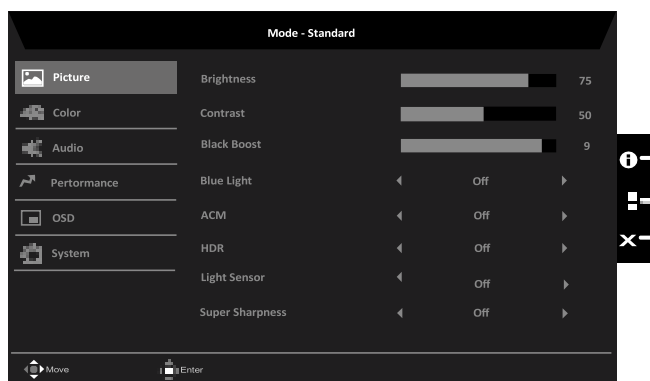 Mode - Standard
Picture
Brightness 75
Color
Contrast 50
Audio
Black Boost 9
Pertormance
Blue Light Off
OSD
ACM Off
System
HDR Off
Light Sensor Off
Super Sharpness Off
Move Enter